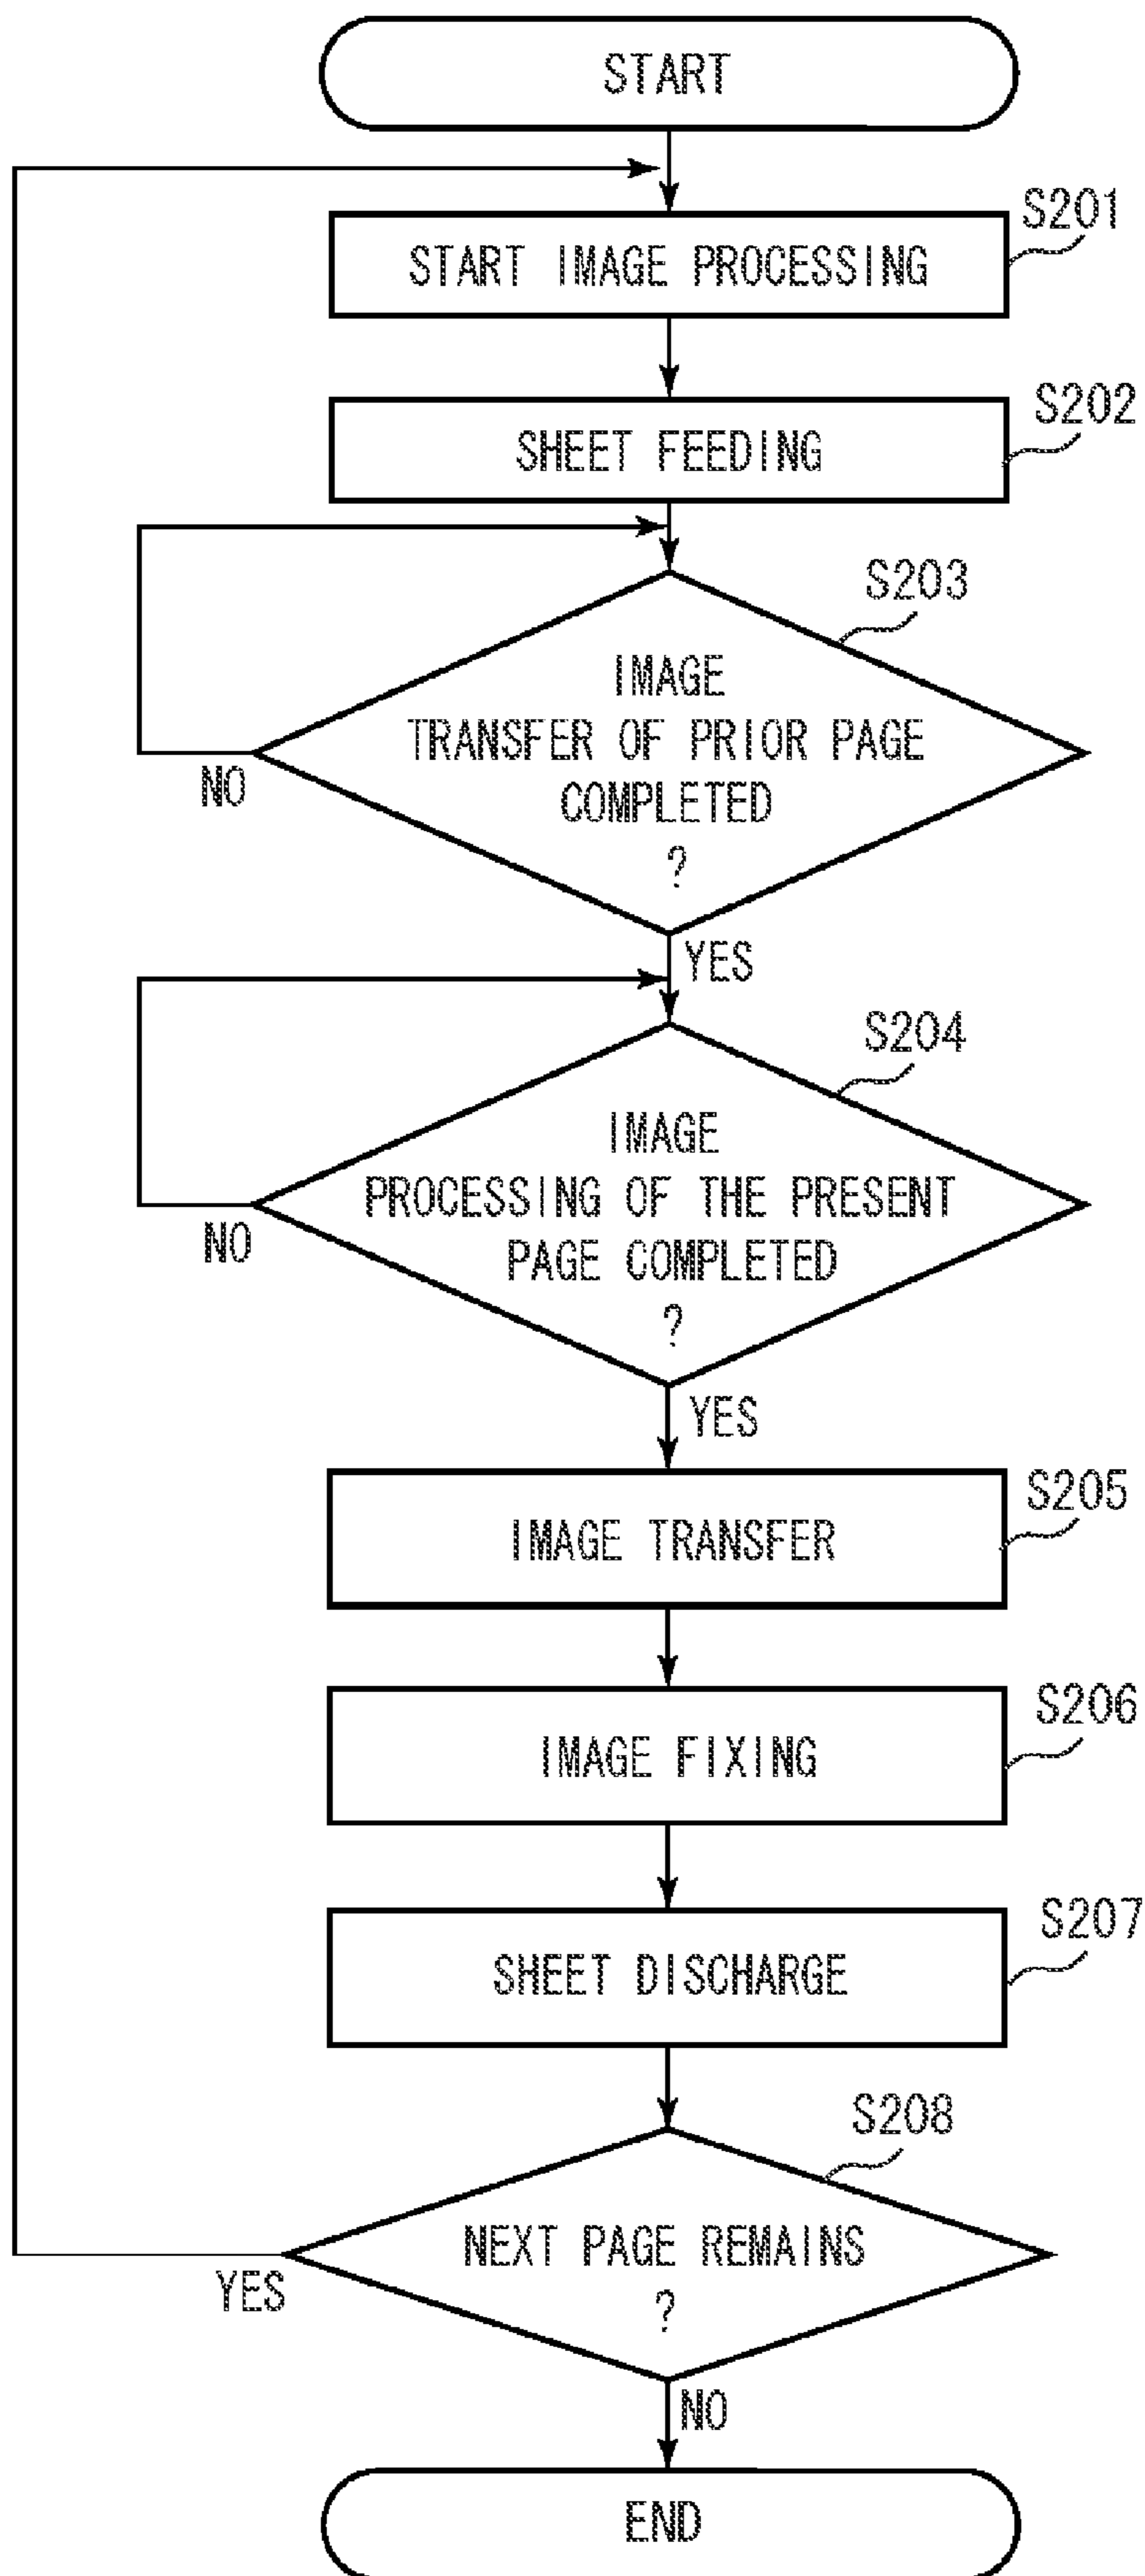 START
S201
START IMAGE PROCESSING
S202
SHEET FEEDING
S203
IMAGE
TRANSFER OF PRIOR PAGE
COMPLETED
?
NO
YES
S204
IMAGE
PROCESSING OF THE PRESENT
PAGE COMPLETED
?
NO
YES
S205
IMAGE TRANSFER
S206
IMAGE FIXING
S207
SHEET DISCHARGE
S208
NEXT PAGE REMAINS
?
YES
NO
END